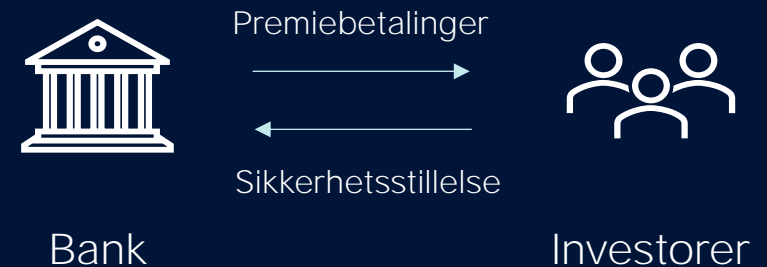 Premiebetalinger
Sikkerhetsstillelse
Bank
Investorer